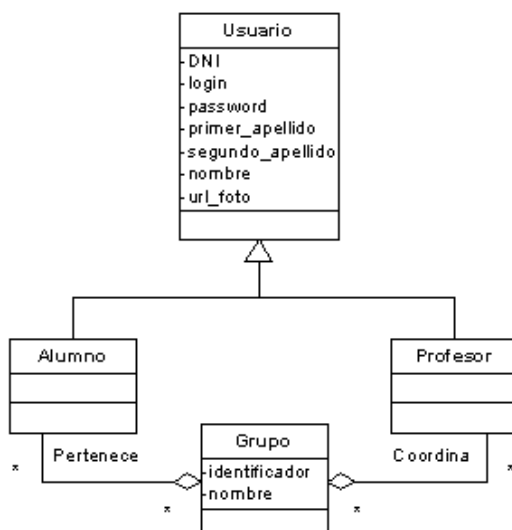 Usuario
-DNI
-login
-password
-primer_apellido
-segundo_apellido
-nombre
-url_foto
Alumno
Profesor
Pertenece
Grupo
Coordina
*
-identificador
*
-nombre
*
*